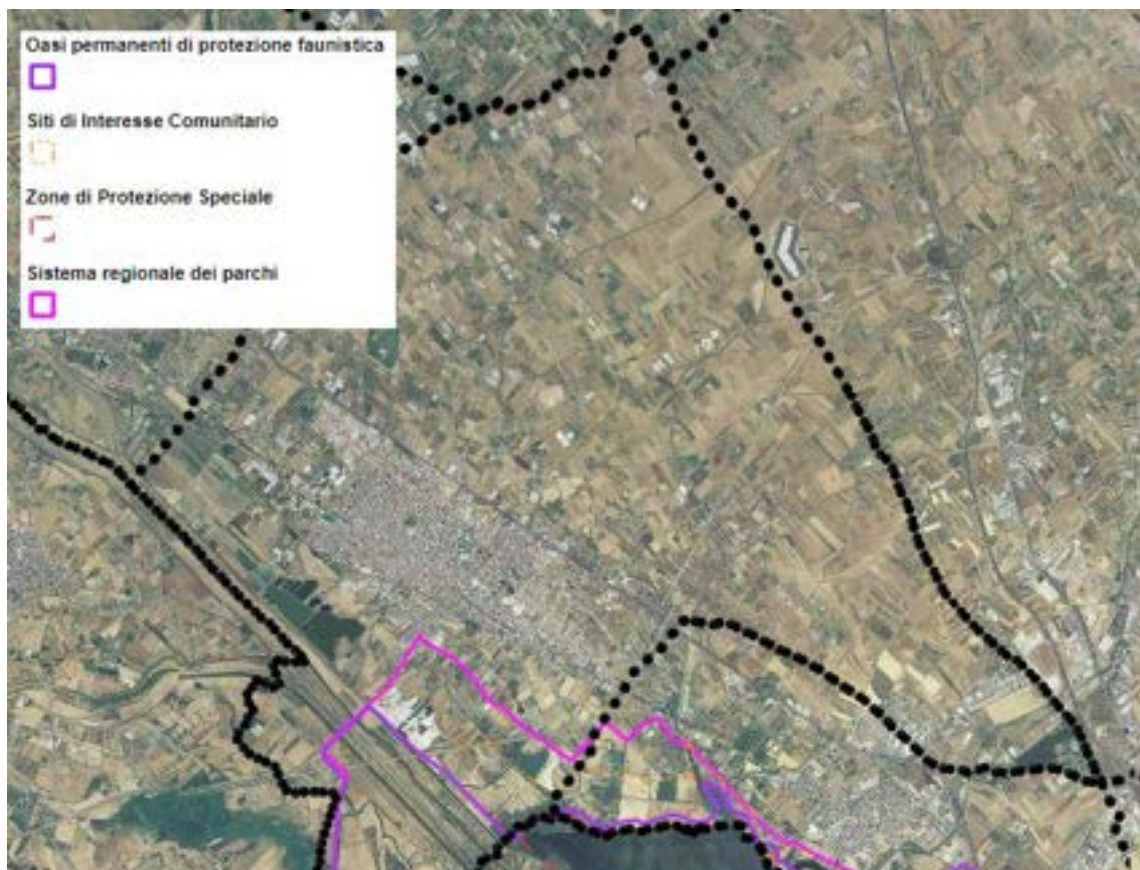 Oasi permanenti di protezione faunistica
Siti di Interesse Comunitario
Zone di Protezione Speciale
Sistema regionale dei parchi